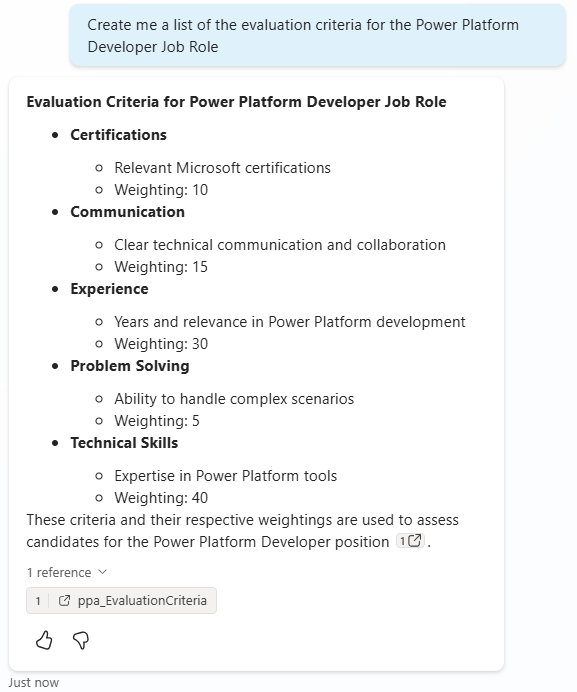 Create me a list of the evaluation criteria for the Power Platform
Developer Job Role
Evaluation Criteria for Power Platform Developer Job Role
Certifications
Relevant Microsoft certifications
Weighting: 10
Communication
Clear technical communication and collaboration
Weighting: 15
Experience
Years and relevance in Power Platform development
Weighting: 30
Problem Solving
Ability to handle complex scenarios
Weighting: 5
Technical Skills
Expertise in Power Platform tools
Weighting: 40
These criteria and their respective weightings are used to assess
candidates for the Power Platform Developer position 1 .
1 reference
1 ppa_EvaluationCriteria
Just now